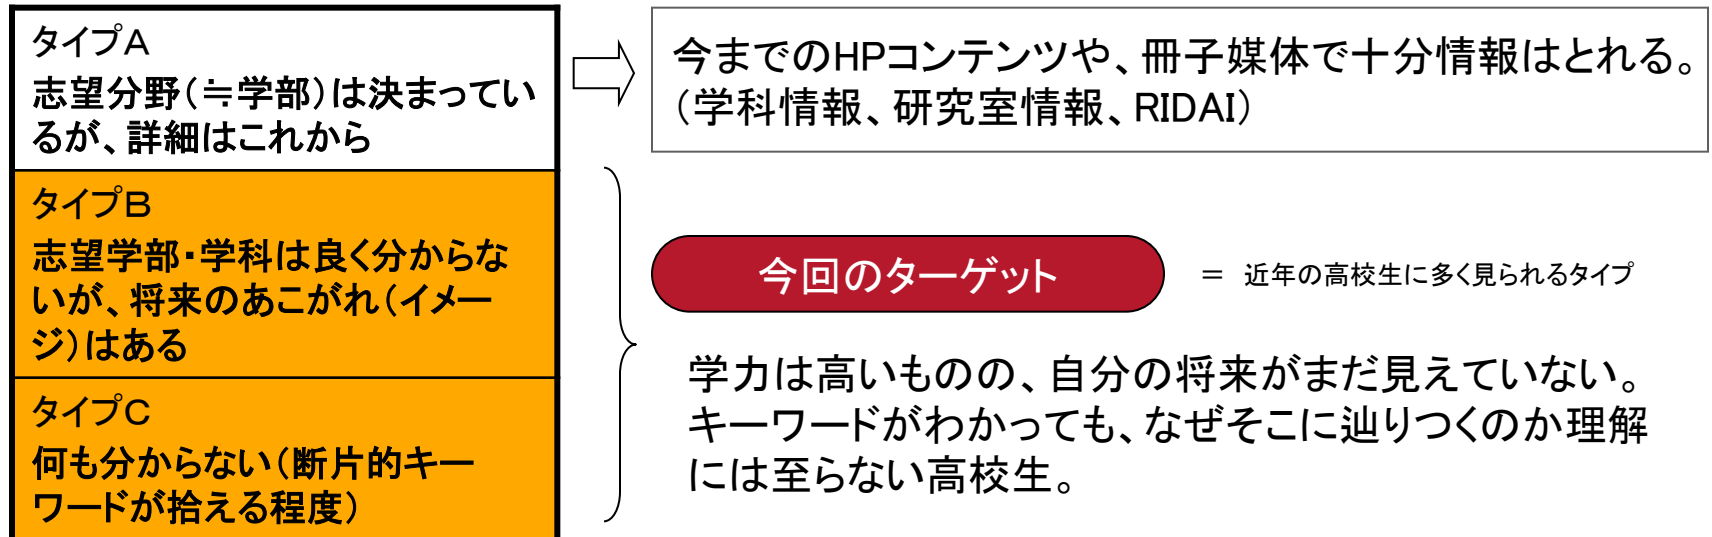 タイプA
志望分野(≒学部)は決まってい
るが、詳細はこれから
今までのHPコンテンツや、冊子媒体で十分情報はとれる。
(学科情報、研究室情報、RIDAI)
タイプB
志望学部・学科は良く分からな
いが、将来のあこがれ(イメー
ジ)はある
タイプC
何も分からない(断片的キー
ワードが拾える程度)
今回のターゲット
= 近年の高校生に多く見られるタイプ
学力は高いものの、自分の将来がまだ見えていない。
キーワードがわかっても、なぜそこに辿りつくのか理解
には至らない高校生。